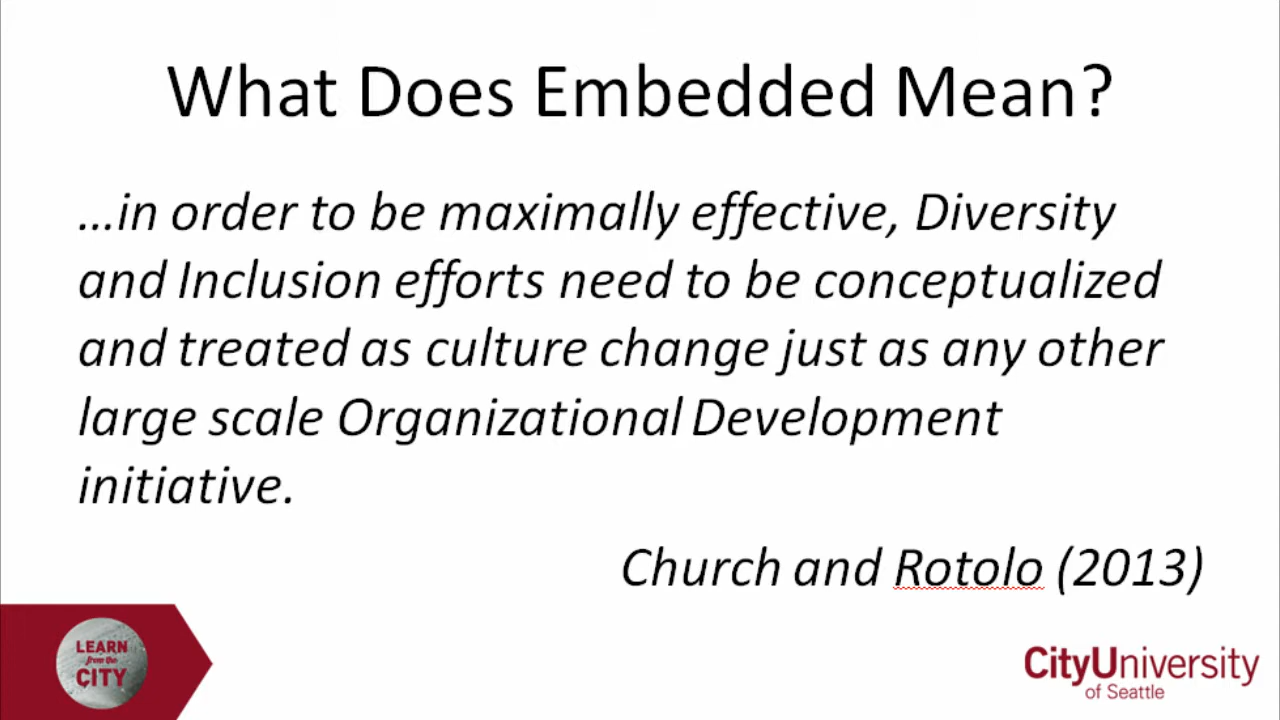 What Does Embedded Mean?
...in order to be maximally effective, Diversity
and Inclusion efforts need to be conceptualized
and treated as culture change just as any other
large scale Organizational Development
initiative.
Church and Rotolo (2013)
LEARN
from the
CITY
CityUniversity
of Seattle